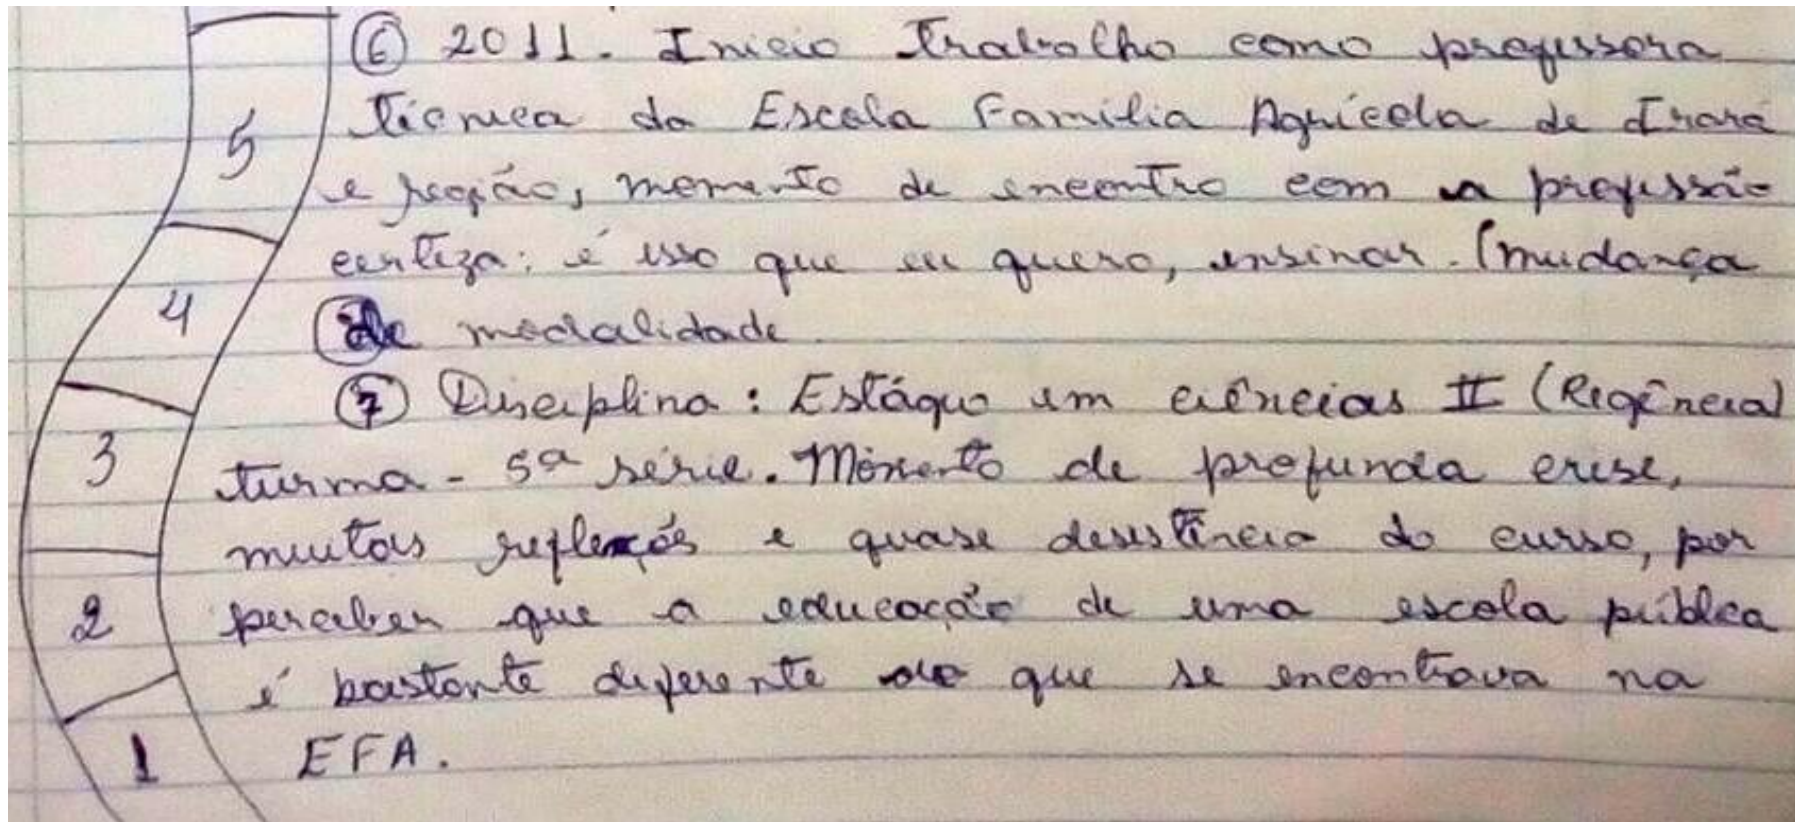 ⑥ 2011. Inicio trabalho como professora
técnica da Escola Família Agrícola de Irará
e região, momento de encontro com a profissão
certeza: é isso que eu quero, ensinar. (mudança
de modalidade.
⑦ Disciplina: Estágio em ciências II (Regência)
turma - 5ª série. Momento de profunda crise,
muitas reflexões e quase desistência do curso, por
perceber que a educação de uma escola pública
é bastante diferente do que se encontrava na
EFA.
5
4
3
2
1